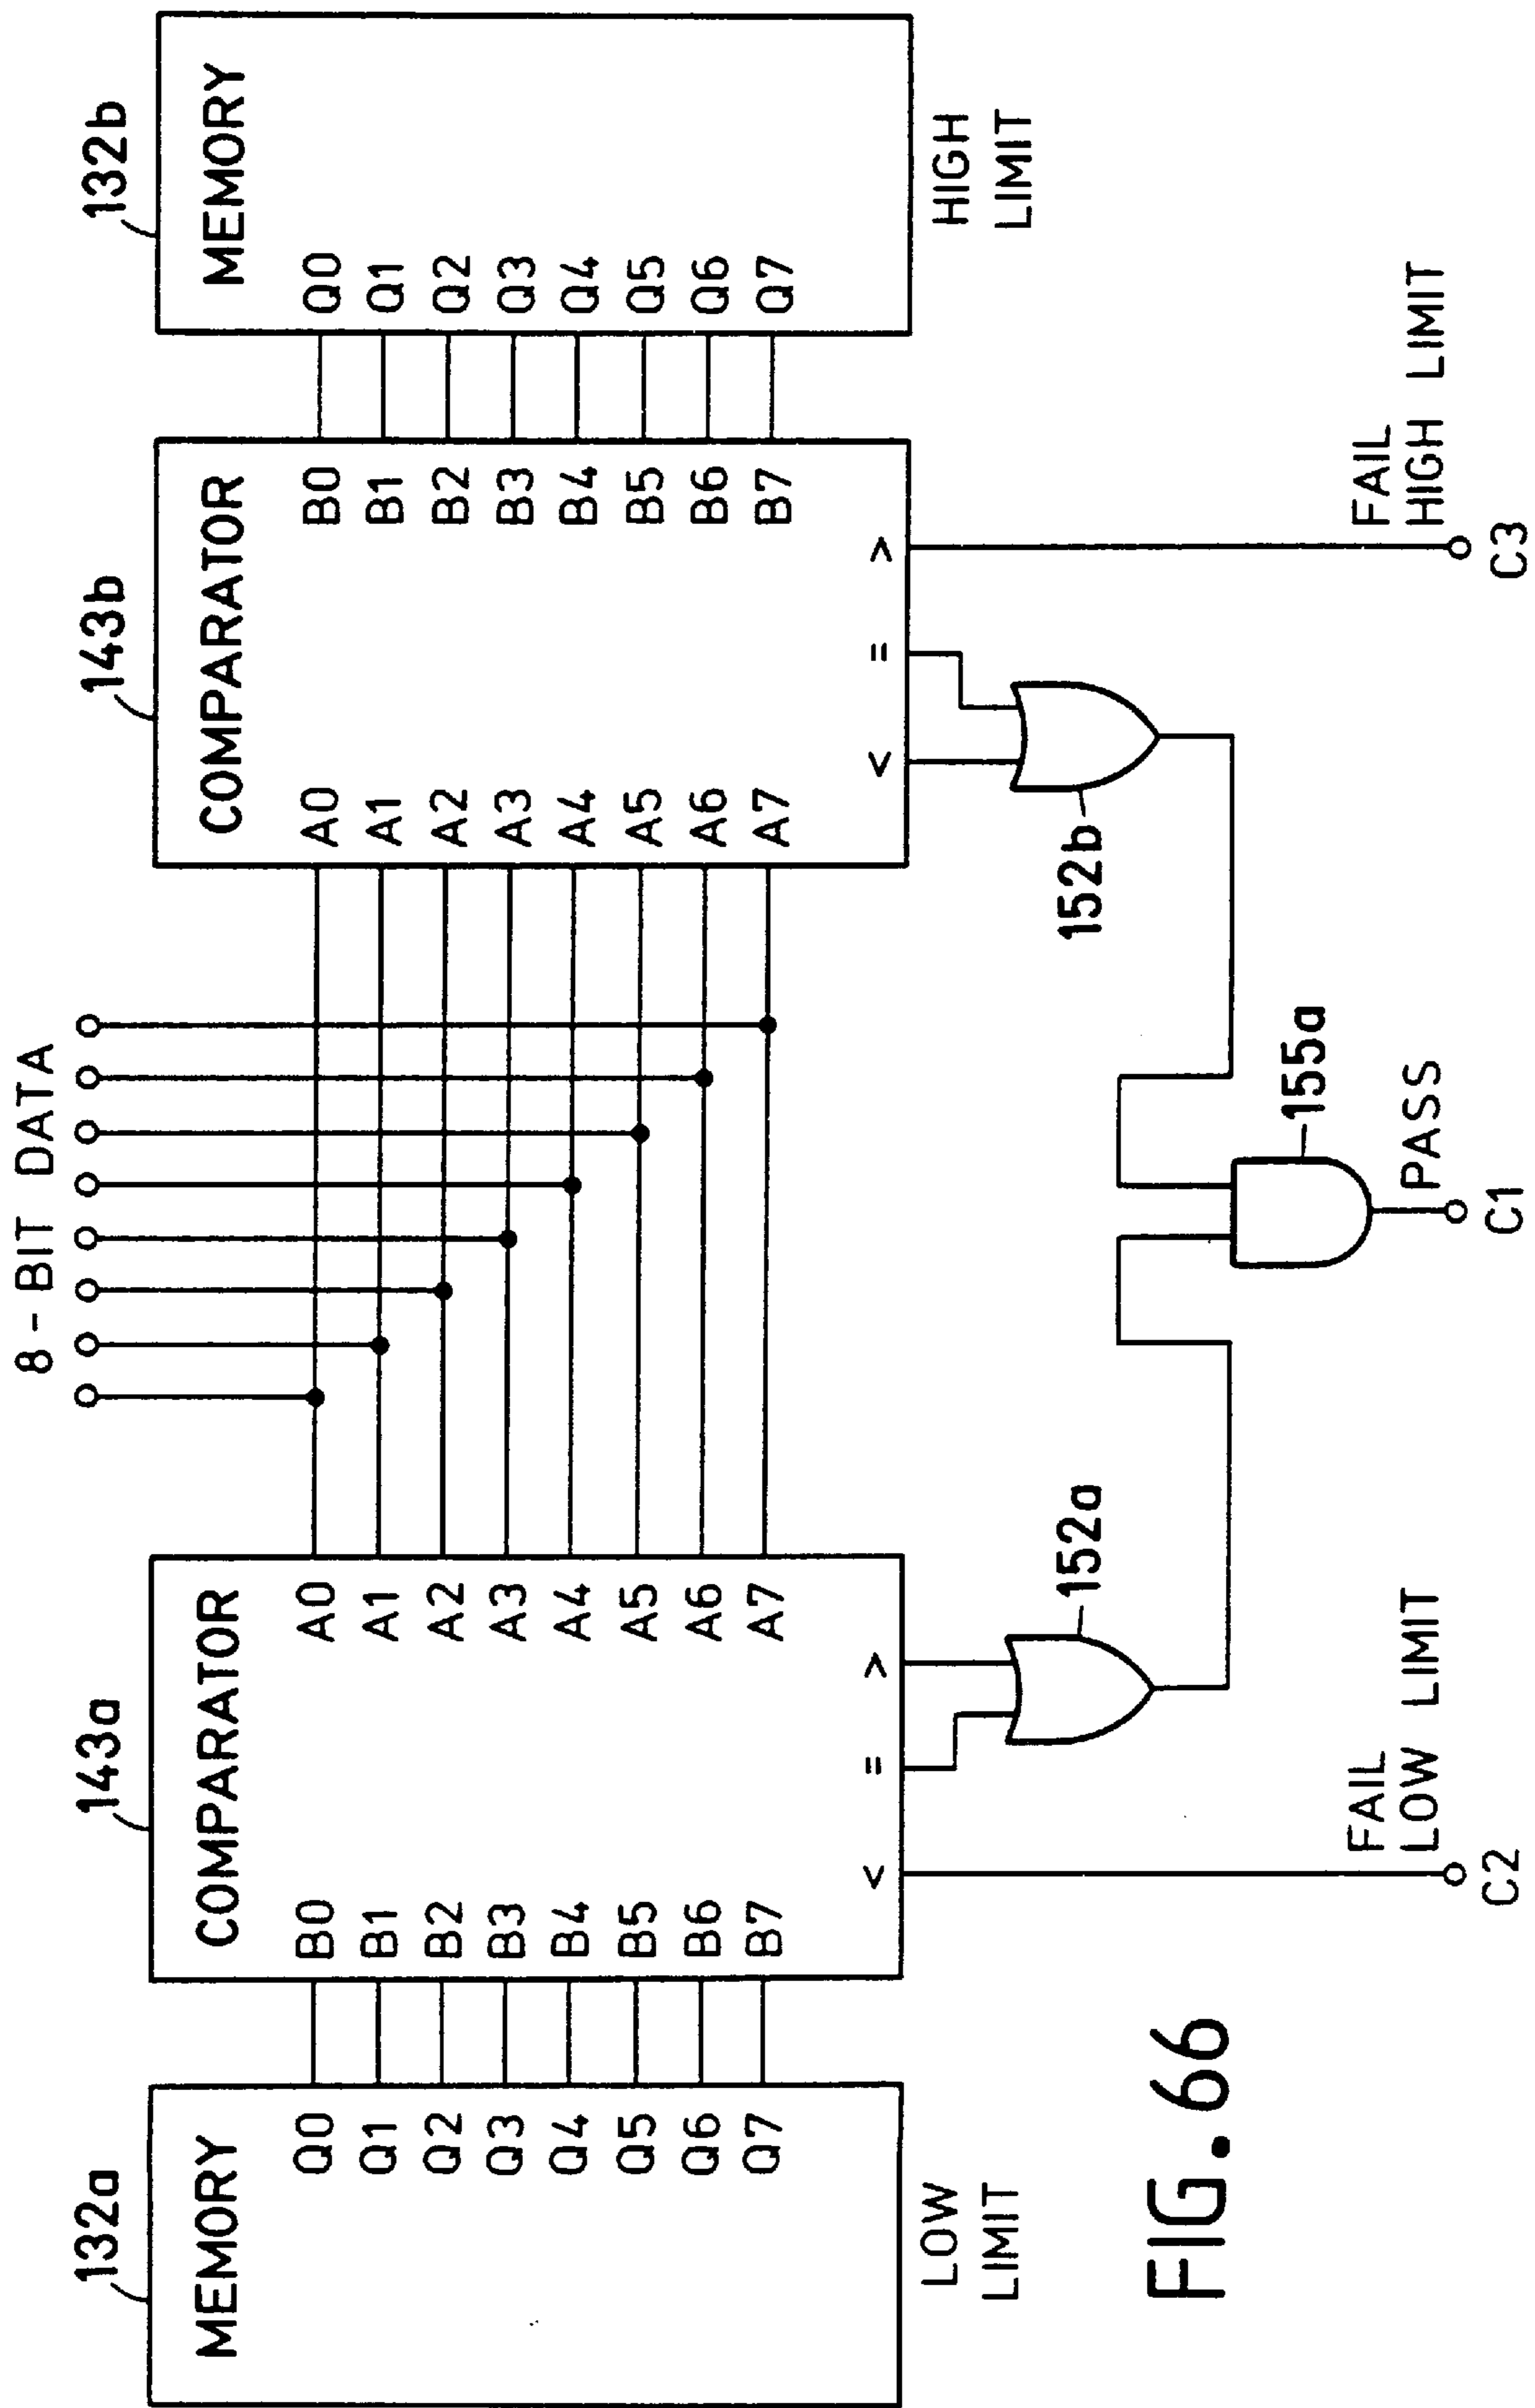 8-BIT DATA
132a
143a
143b
132b
MEMORY
COMPARATOR
COMPARATOR
MEMORY
Q0 B0 A0 A0 B0 Q0
Q1 B1 A1 A1 B1 Q1
Q2 B2 A2 A2 B2 Q2
Q3 B3 A3 A3 B3 Q3
Q4 B4 A4 A4 B4 Q4
Q5 B5 A5 A5 B5 Q5
Q6 B6 A6 A6 B6 Q6
Q7 B7 A7 A7 B7 Q7
< = > < = >
LOW
LIMIT
HIGH
LIMIT
152a
152b
155a
FAIL
LOW LIMIT
PASS
FAIL
HIGH LIMIT
C2
C1
C3
FIG. 66